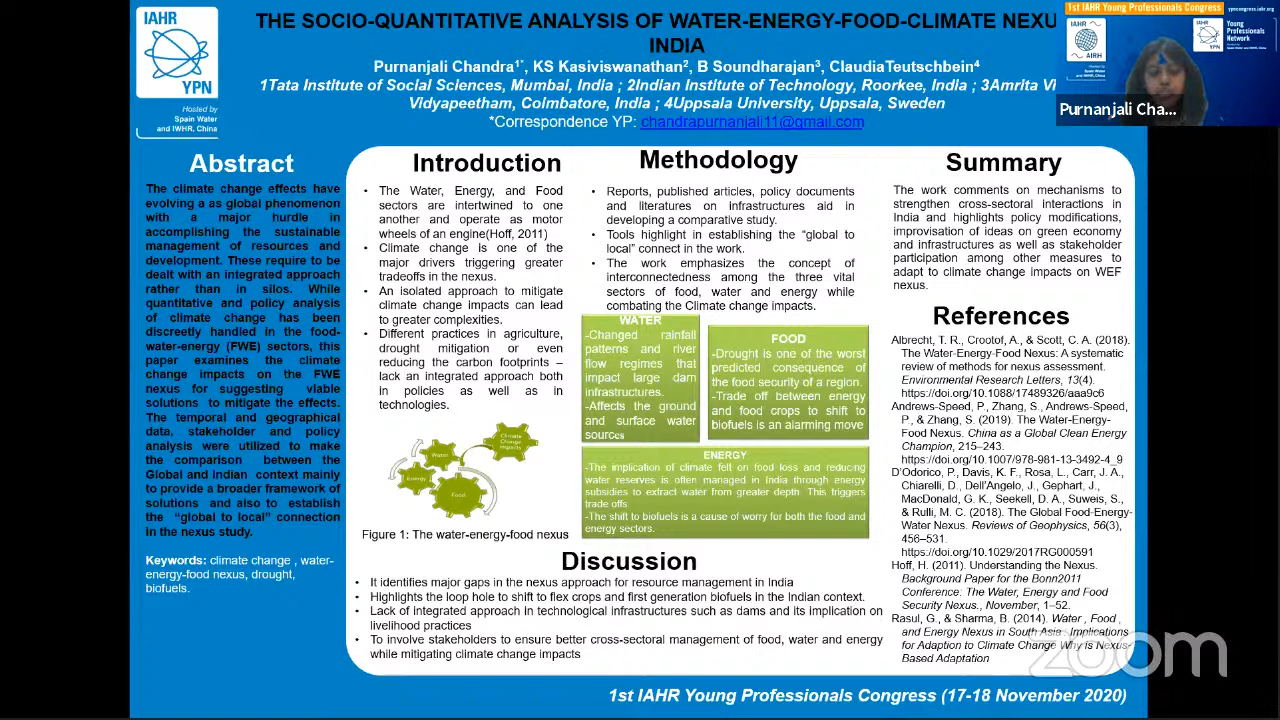 IAHR
YPN
Hosted by
Spain Water
and IWHR, China
THE SOCIO-QUANTITATIVE ANALYSIS OF WATER-ENERGY-FOOD-CLIMATE NEXU
INDIA
Purnanjali Chandra1*, KS Kasiviswanathan2, B Soundharajan3, ClaudiaTeutschbein4
1Tata Institute of Social Sciences, Mumbai, India ; 2Indian Institute of Technology, Roorkee, India ; 3Amrita Vi
Vidyapeetham, Coimbatore, India ; 4Uppsala University, Uppsala, Sweden
*Correspondence YP: chandrapurnanjali11@gmail.com
1st IAHR Young Professionals Congress
ypncongress.iahr.org
IAHR
AIRH
IAHR
YPN
Young
Professionals
Network
Purnanjali Cha...
Abstract
The climate change effects have
evolving a as global phenomenon
with a major hurdle in
accomplishing the sustainable
management of resources and
development. These require to be
dealt with an integrated approach
rather than in silos. While
quantitative and policy analysis
of climate change has been
discreetly handled in the food-
water-energy (FWE) sectors, this
paper examines the climate
change impacts on the FWE
nexus for suggesting viable
solutions to mitigate the effects.
The temporal and geographical
data, stakeholder and policy
analysis were utilized to make
the comparison between the
Global and Indian context mainly
to provide a broader framework of
solutions and also to establish
the “global to local” connection
in the nexus study.
Keywords: climate change , water-
energy-food nexus, drought,
biofuels.
Introduction
• The Water, Energy, and Food
sectors are intertwined to one
another and operate as motor
wheels of an engine(Hoff, 2011)
• Climate change is one of the
major drivers triggering greater
tradeoffs in the nexus.
• An isolated approach to mitigate
climate change impacts can lead
to greater complexities.
• Different practices in agriculture,
drought mitigation or even
reducing the carbon footprints –
lack an integrated approach both
in policies as well as in
technologies.
Climate
Change
Impacts
Water
Energy
Food
Figure 1: The water-energy-food nexus
Methodology
• Reports, published articles, policy documents
and literatures on infrastructures aid in
developing a comparative study.
• Tools highlight in establishing the “global to
local” connect in the work.
• The work emphasizes the concept of
interconnectedness among the three vital
sectors of food, water and energy while
combating the Climate change impacts.
WATER
-Changed rainfall
patterns and river
flow regimes that
impact large dam
infrastructures.
-Affects the ground
and surface water
sources
FOOD
-Drought is one of the worst
predicted consequence of
the food security of a region.
-Trade off between energy
and food crops to shift to
biofuels is an alarming move
ENERGY
-The implication of climate felt on food loss and reducing
water reserves is often managed in India through energy
subsidies to extract water from greater depth. This triggers
trade offs
-The shift to biofuels is a cause of worry for both the food and
energy sectors.
Discussion
• It identifies major gaps in the nexus approach for resource management in India
• Highlights the loop hole to shift to flex crops and first generation biofuels in the Indian context.
• Lack of integrated approach in technological infrastructures such as dams and its implication on
livelihood practices
• To involve stakeholders to ensure better cross-sectoral management of food, water and energy
while mitigating climate change impacts
Summary
The work comments on mechanisms to
strengthen cross-sectoral interactions in
India and highlights policy modifications,
improvisation of ideas on green economy
and infrastructures as well as stakeholder
participation among other measures to
adapt to climate change impacts on WEF
nexus.
References
Albrecht, T. R., Crootof, A., & Scott, C. A. (2018).
The Water-Energy-Food Nexus: A systematic
review of methods for nexus assessment.
Environmental Research Letters, 13(4).
https://doi.org/10.1088/17489326/aaa9c6
Andrews-Speed, P., Zhang, S., Andrews-Speed,
P., & Zhang, S. (2019). The Water-Energy-
Food Nexus. China as a Global Clean Energy
Champion, 215–243.
https://doi.org/10.1007/978-981-13-3492-4_9
D’Odorico, P., Davis, K. F., Rosa, L., Carr, J. A.,
Chiarelli, D., Dell’Angelo, J., Gephart, J.,
MacDonald, G. K., Seekell, D. A., Suweis, S.,
& Rulli, M. C. (2018). The Global Food-Energy-
Water Nexus. Reviews of Geophysics, 56(3),
456–531.
https://doi.org/10.1029/2017RG000591
Hoff, H. (2011). Understanding the Nexus.
Background Paper for the Bonn2011
Conference: The Water, Energy and Food
Security Nexus., November, 1–52.
Rasul, G., & Sharma, B. (2014). Water , Food ,
and Energy Nexus in South Asia : Implications
for Adaption to Climate Change Why is Nexus-
Based Adaptation
zoom
1st IAHR Young Professionals Congress (17-18 November 2020)